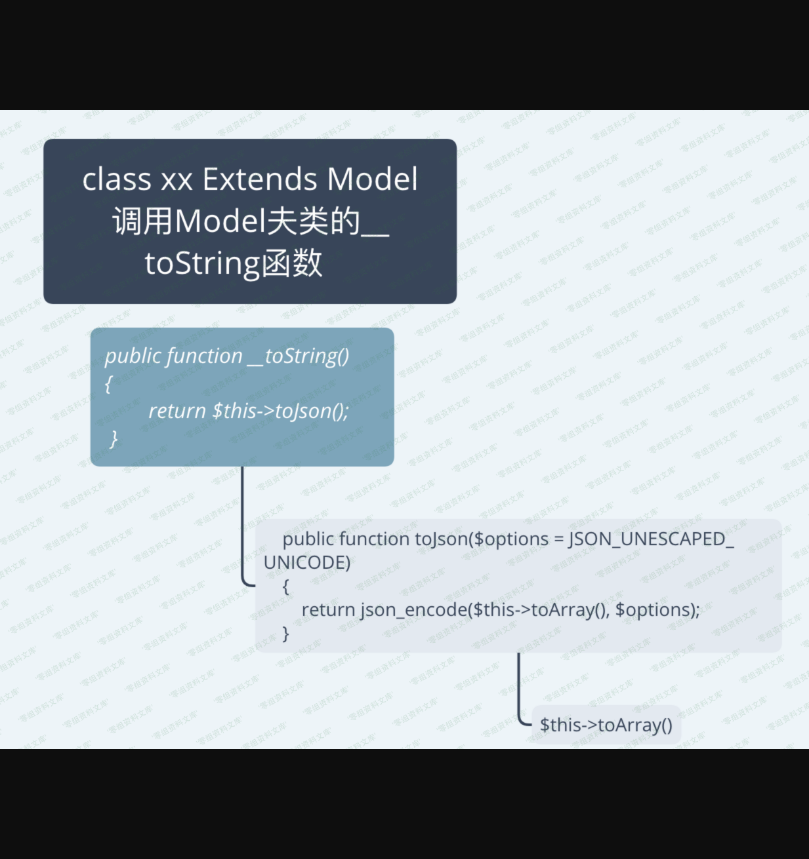 class xx Extends Model
调用Model夫类的__
toString函数
public function __toString()
{
return $this->toJson();
}
public function toJson($options = JSON_UNESCAPED_
UNICODE)
{
return json_encode($this->toArray(), $options);
}
$this->toArray()